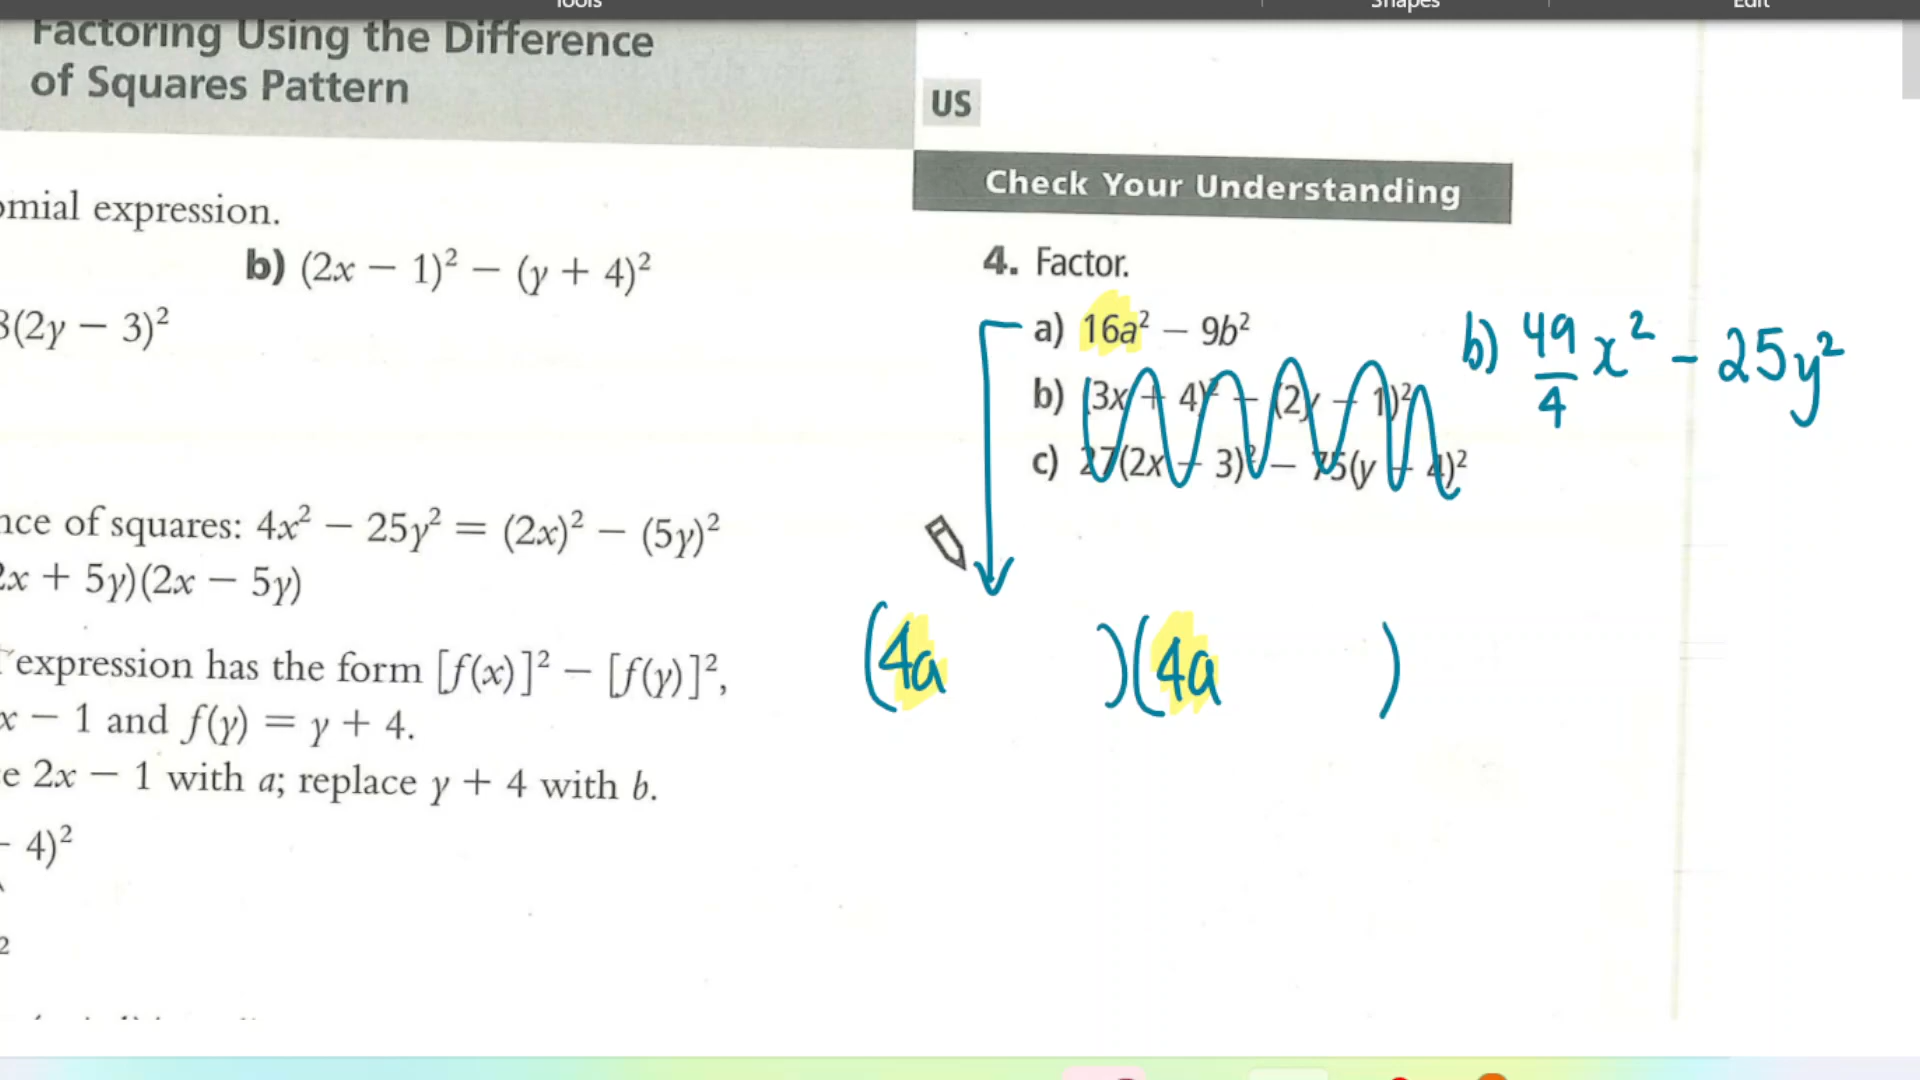 Tools Shapes Edit
Factoring Using the Difference
of Squares Pattern
US
Check Your Understanding
expression.
b) (2x − 1)² − (y + 4)²
4. Factor.
a) 16a² − 9b²
b) 49/4 x² − 25y²
3(2y − 3)²
b) (3x + 4)² − (2y − 1)²
c) 27(2x − 3)² − 75(y + 4)²
of squares: 4x² − 25y² = (2x)² − (5y)²
2x + 5y)(2x − 5y)
(4a )(4a )
expression has the form [f(x)]² − [f(y)]²,
x − 1 and f(y) = y + 4.
2x − 1 with a; replace y + 4 with b.
4)²
2